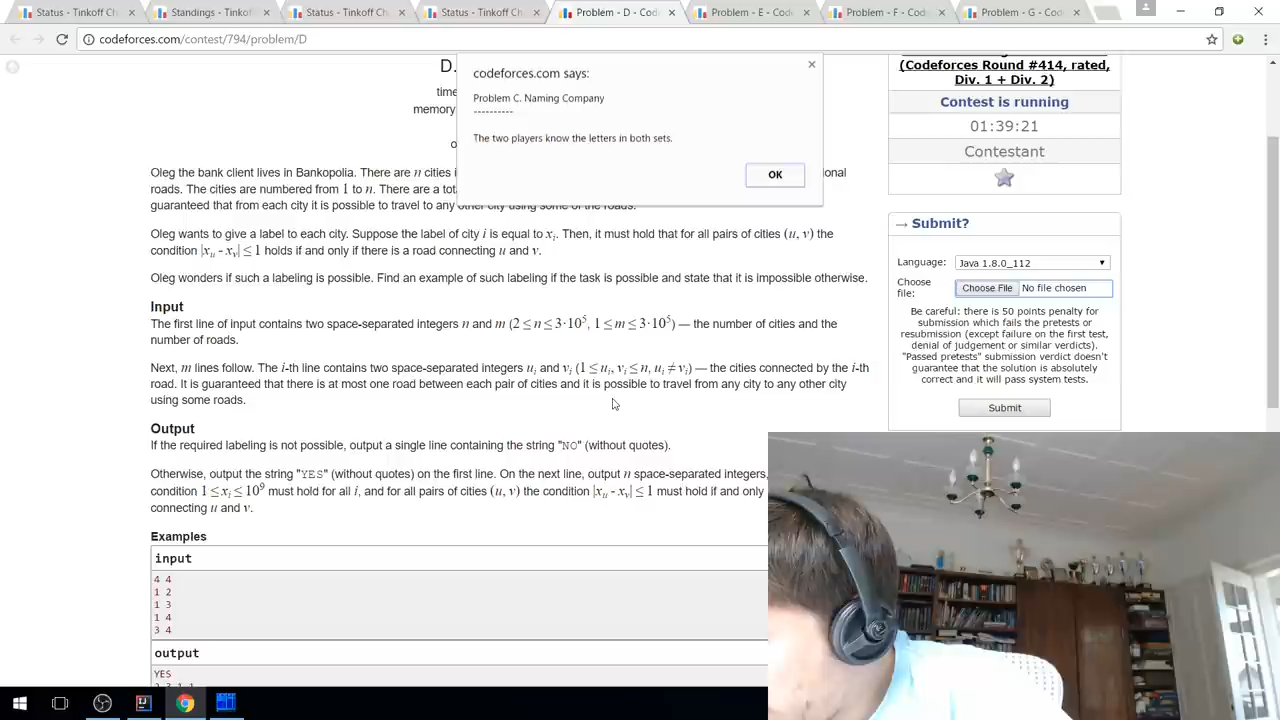 Status - Tinkoff Ch
Standings - Tinkoff
Status - Tinkoff Ch
Status - Tinkoff Ch
Problem - D - Cod
Problem - E - Cod
Problem - F - Cod
Problem - G - Cod
codeforces.com/contest/794/problem/D
codeforces.com says:
Problem C. Naming Company
----------
The two players know the letters in both sets.
OK
D.
time
memory
o
Oleg the bank client lives in Bankopolia. There are n cities i
onal
roads. The cities are numbered from 1 to n. There are a tota
guaranteed that from each city it is possible to travel to any other city using some of the roads.
Oleg wants to give a label to each city. Suppose the label of city i is equal to xi. Then, it must hold that for all pairs of cities (u, v) the
condition |xu - xv| ≤ 1 holds if and only if there is a road connecting u and v.
Oleg wonders if such a labeling is possible. Find an example of such labeling if the task is possible and state that it is impossible otherwise.
Input
The first line of input contains two space-separated integers n and m (2 ≤ n ≤ 3·10^5, 1 ≤ m ≤ 3·10^5) — the number of cities and the
number of roads.
Next, m lines follow. The i-th line contains two space-separated integers ui and vi (1 ≤ ui, vi ≤ n, ui ≠ vi) — the cities connected by the i-th
road. It is guaranteed that there is at most one road between each pair of cities and it is possible to travel from any city to any other city
using some roads.
Output
If the required labeling is not possible, output a single line containing the string "NO" (without quotes).
Otherwise, output the string "YES" (without quotes) on the first line. On the next line, output n space-separated integers,
condition 1 ≤ xi ≤ 10^9 must hold for all i, and for all pairs of cities (u, v) the condition |xu - xv| ≤ 1 must hold if and only
connecting u and v.
Examples
input
4 4
1 2
1 3
1 4
3 4
output
YES
(Codeforces Round #414, rated,
Div. 1 + Div. 2)
Contest is running
01:39:21
Contestant
→ Submit?
Language: Java 1.8.0_112
Choose
file: Choose File No file chosen
Be careful: there is 50 points penalty for
submission which fails the pretests or
resubmission (except failure on the first test,
denial of judgement or similar verdicts).
"Passed pretests" submission verdict doesn't
guarantee that the solution is absolutely
correct and it will pass system tests.
Submit